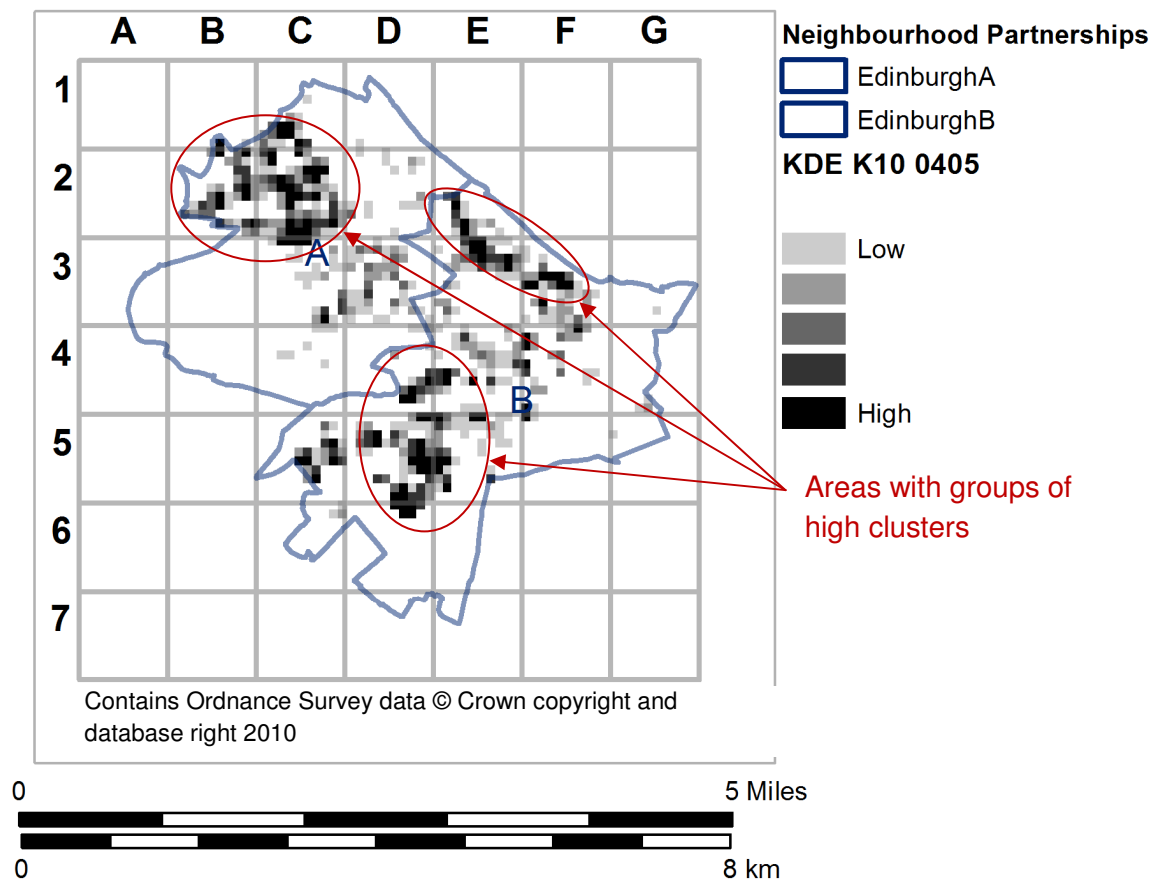 A B C D E F G
1
2
3
4
5
6
7
A
B
Neighbourhood Partnerships
EdinburghA
EdinburghB
KDE K10 0405
Low
High
Areas with groups of
high clusters
Contains Ordnance Survey data © Crown copyright and
database right 2010
0 5 Miles
0 8 km